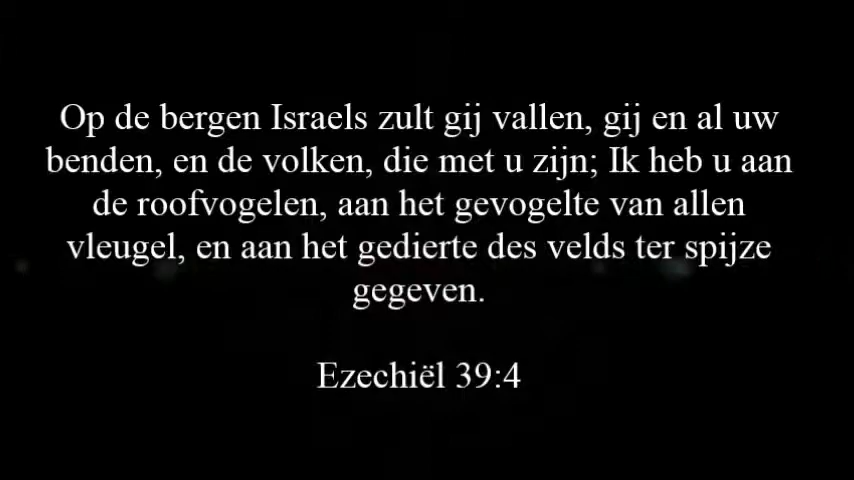 Op de bergen Israels zult gij vallen, gij en al uw
benden, en de volken, die met u zijn; Ik heb u aan
de roofvogelen, aan het gevogelte van allen
vleugel, en aan het gedierte des velds ter spijze
gegeven.
Ezechiël 39:4